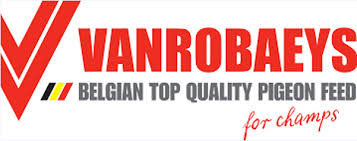 VANROBAEYS
BELGIAN TOP QUALITY PIGEON FEED
for champs